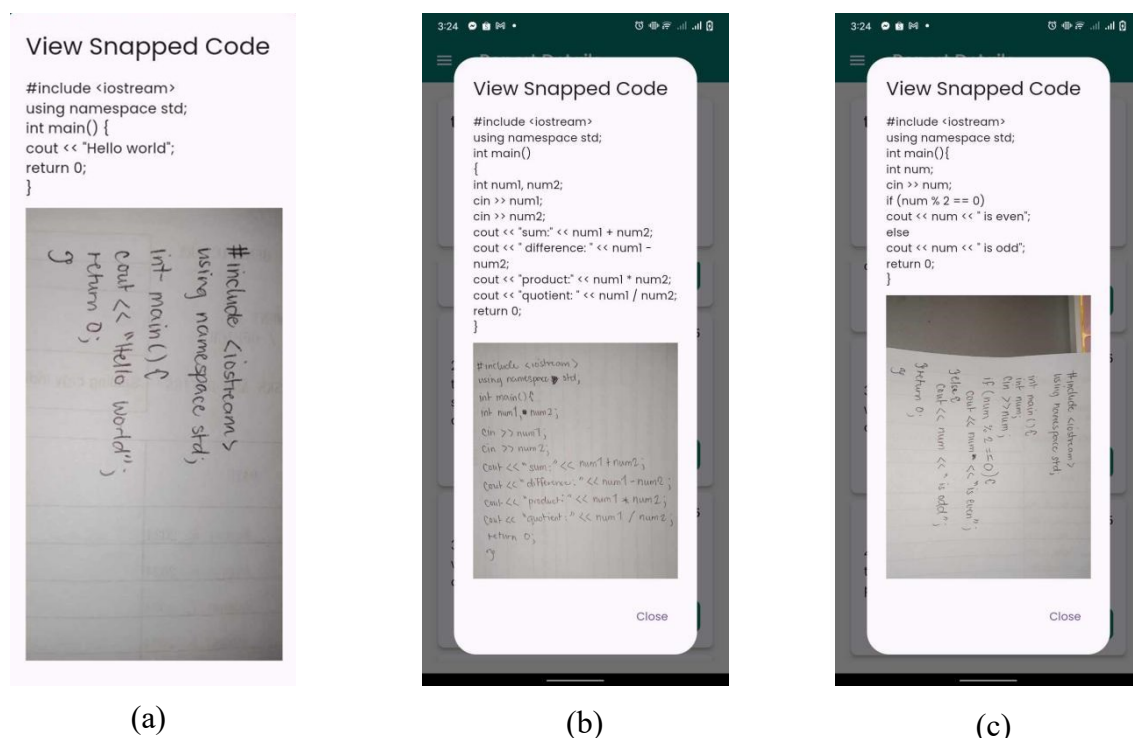 View Snapped Code
#include <iostream>
using namespace std;
int main() {
cout << "Hello world";
return 0;
}
#include <iostream>
using namespace std;
int main() {
cout << "Hello World";
return 0;
}
(a)
3:24
View Snapped Code
#include <iostream>
using namespace std;
int main()
{
int num1, num2;
cin >> num1;
cin >> num2;
cout << "sum:" << num1 + num2;
cout << " difference: " << num1 -
num2;
cout << "product:" << num1 * num2;
cout << "quotient: " << num1 / num2;
return 0;
}
#include <iostream>
using namespace std;
int main() {
int num1, num2;
cin >> num1;
cin >> num2;
cout << "sum:" << num1 + num2;
cout << "difference:" << num1 - num2;
cout << "product:" << num1 * num2;
cout << "quotient:" << num1 / num2;
return 0;
}
Close
(b)
3:24
View Snapped Code
#include <iostream>
using namespace std;
int main(){
int num;
cin >> num;
if (num % 2 == 0)
cout << num << " is even";
else
cout << num << " is odd";
return 0;
}
#include <iostream>
using namespace std;
int main() {
int num;
cin >> num;
if (num % 2 == 0) {
cout << num << "is even";
}else{
cout << num << "is odd";
}return 0;
}
Close
(c)